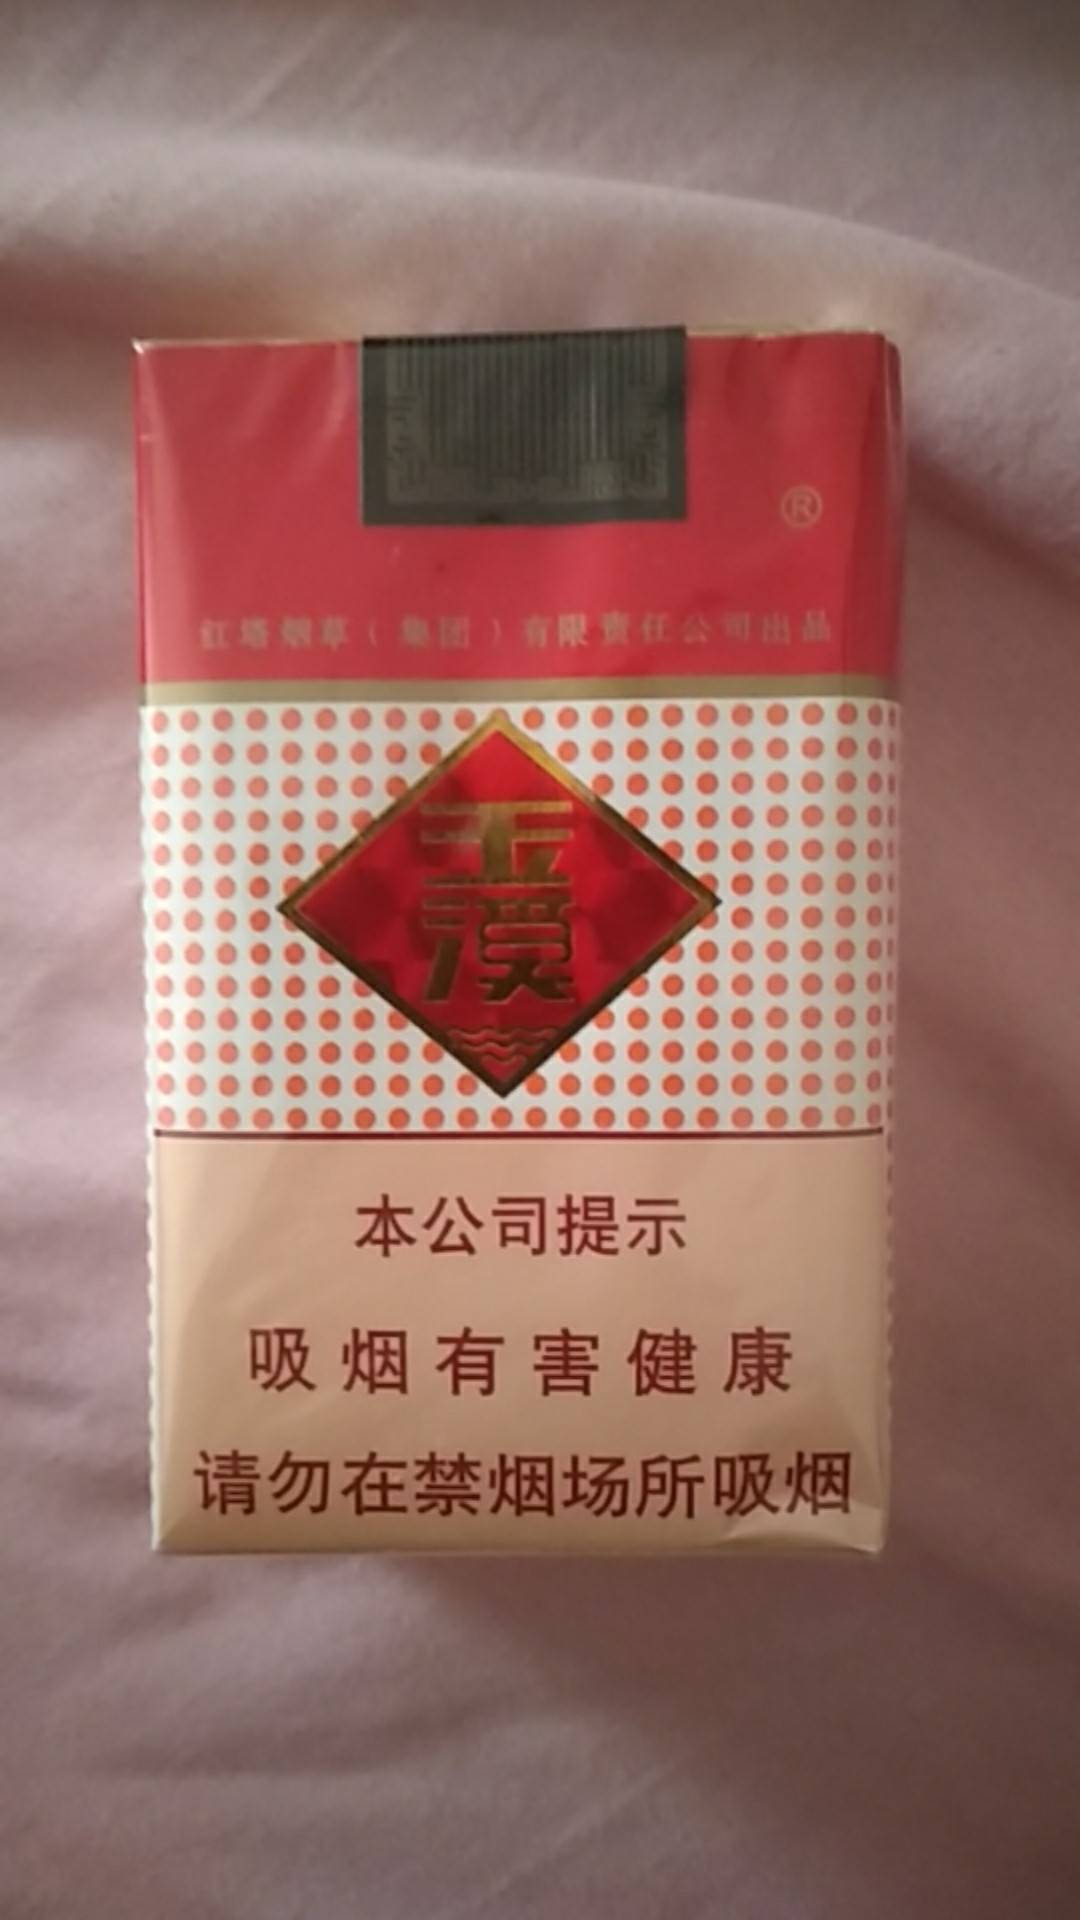 ®
红塔烟草（集团）有限责任公司出品
玉
溪
本公司提示
吸烟有害健康
请勿在禁烟场所吸烟